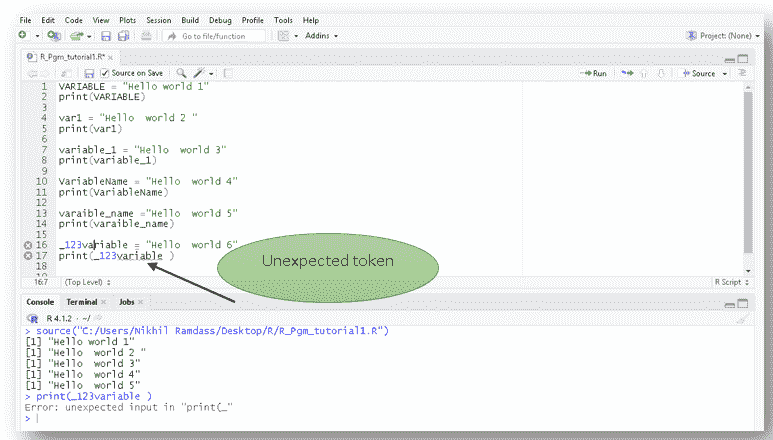 File Edit Code View Plots Session Build Debug Profile Tools Help
Go to file/function Addins Project: (None)
R_Pgm_tutorial1.R*
Source on Save Run Source
1 VARIABLE = "Hello world 1"
2 print(VARIABLE)
3
4 var1 = "Hello  world 2 "
5 print(var1)
6
7 variable_1 = "Hello  world 3"
8 print(variable_1)
9
10 VariableName = "Hello  world 4"
11 print(VariableName)
12
13 varaible_name ="Hello  world 5"
14 print(varaible_name)
15
16 _123variable = "Hello  world 6"
17 print(_123variable )
18
Unexpected token
16:7 (Top Level) R Script
Console Terminal Jobs
R 4.1.2 · ~/
> source("C:/Users/Nikhil Ramdass/Desktop/R/R_Pgm_tutorial1.R")
[1] "Hello world 1"
[1] "Hello  world 2 "
[1] "Hello  world 3"
[1] "Hello  world 4"
[1] "Hello  world 5"
> print(_123variable )
Error: unexpected input in "print(_"
>